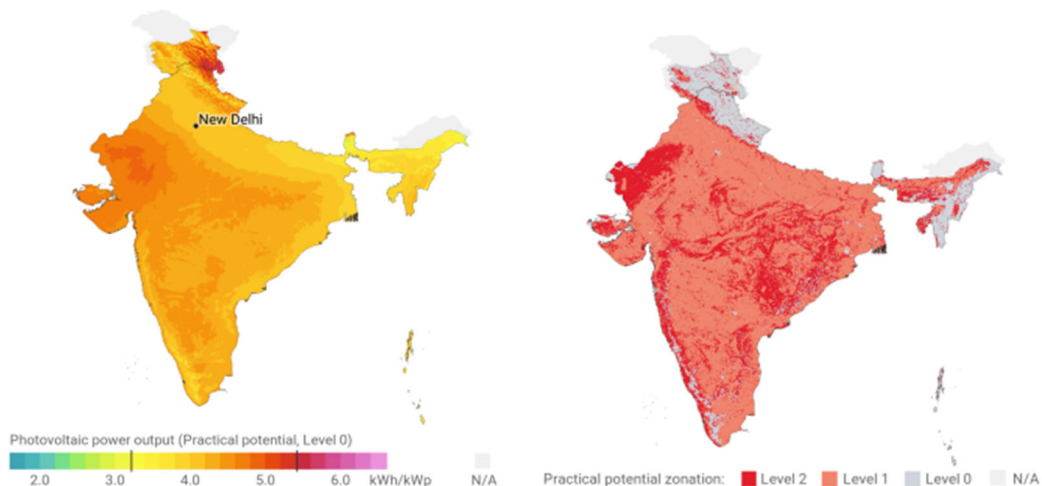 New Delhi
Photovoltaic power output (Practical potential, Level 0)
2.0 3.0 4.0 5.0 6.0 kWh/kWp N/A
Practical potential zonation: Level 2 Level 1 Level 0 N/A